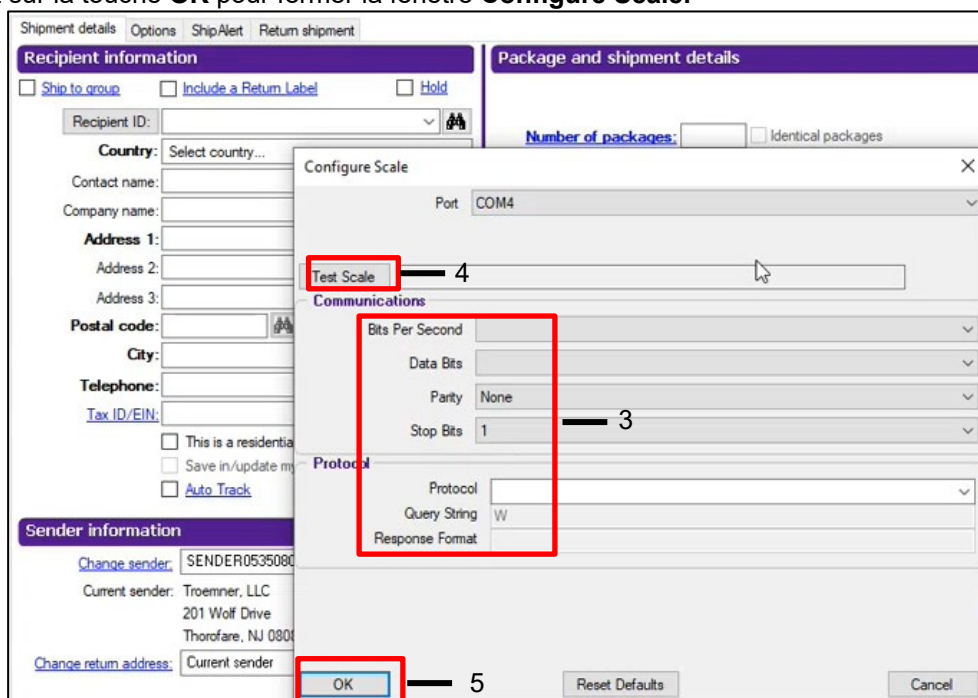 sur la touche OK pour fermer la fenêtre Configure Scale.
Shipment details Options ShipAlert Return shipment
Recipient information
Package and shipment details
Ship to group Include a Return Label Hold
Recipient ID:
Number of packages: Identical packages
Country: Select country...
Configure Scale
Contact name:
Port COM4
Company name:
Address 1:
Address 2:
Test Scale 4
Address 3:
Communications
Postal code:
Bits Per Second
City:
Data Bits
Telephone:
Parity None
Tax ID/EIN:
Stop Bits 1 3
This is a residentia
Save in/update my
Protocol
Auto Track
Protocol
Query String W
Response Format
Sender information
Change sender: SENDER0535080
Current sender: Troemner, LLC
201 Wolf Drive
Thorofare, NJ 0808
Change return address: Current sender
OK 5 Reset Defaults Cancel